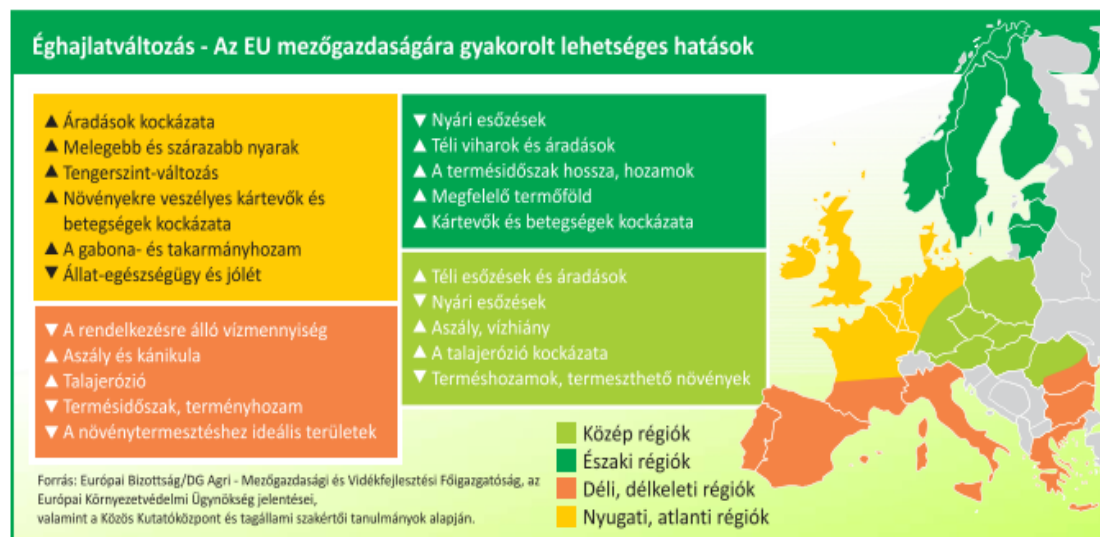 Éghajlatváltozás - Az EU mezőgazdaságára gyakorolt lehetséges hatások
▲ Áradások kockázata
▲ Melegebb és szárazabb nyarak
▲ Tengerszint-változás
▲ Növényekre veszélyes kártevők és
betegségek kockázata
▲ A gabona- és takarmányhozam
▼ Állat-egészségügy és jólét
▼ Nyári esőzések
▲ Téli viharok és áradások
▲ A termésidőszak hossza, hozamok
▲ Megfelelő termőföld
▲ Kártevők és betegségek kockázata
▼ A rendelkezésre álló vízmennyiség
▲ Aszály és kánikula
▲ Talajerózió
▼ Termésidőszak, terményhozam
▼ A növénytermesztéshez ideális területek
▲ Téli esőzések és áradások
▼ Nyári esőzések
▲ Aszály, vízhiány
▲ A talajerózió kockázata
▼ Terméshozamok, termeszthető növények
Közép régiók
Északi régiók
Déli, délkeleti régiók
Nyugati, atlanti régiók
Forrás: Európai Bizottság/DG Agri - Mezőgazdasági és Vidékfejlesztési Főigazgatóság, az
Európai Környezetvédelmi Ügynökség jelentései,
valamint a Közös Kutatóközpont és tagállami szakértői tanulmányok alapján.